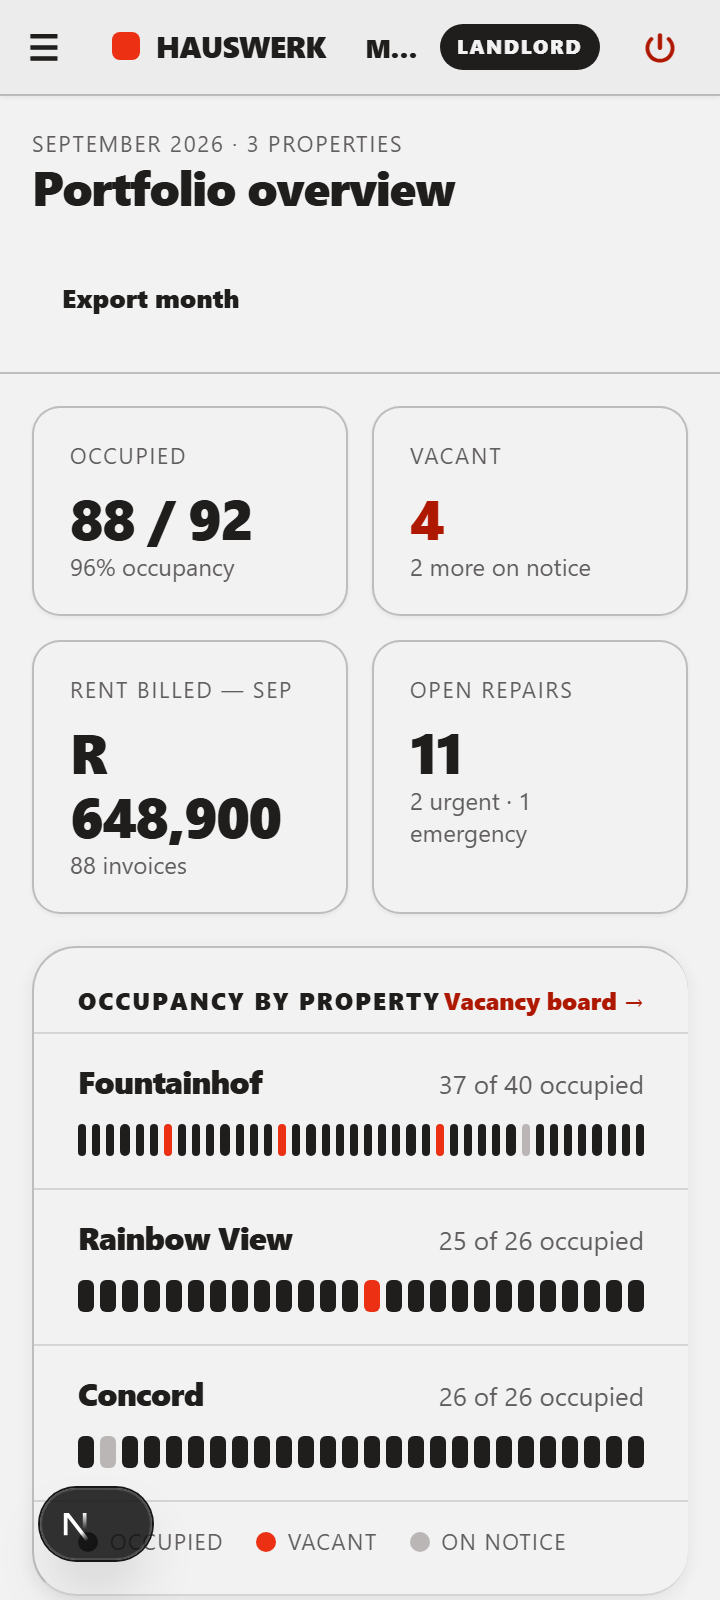 HAUSWERK M... LANDLORD
SEPTEMBER 2026 · 3 PROPERTIES
Portfolio overview
Export month
OCCUPIED
88 / 92
96% occupancy
VACANT
4
2 more on notice
RENT BILLED — SEP
R
648,900
88 invoices
OPEN REPAIRS
11
2 urgent · 1
emergency
OCCUPANCY BY PROPERTY Vacancy board →
Fountainhof 37 of 40 occupied
Rainbow View 25 of 26 occupied
Concord 26 of 26 occupied
N
OCCUPIED VACANT ON NOTICE